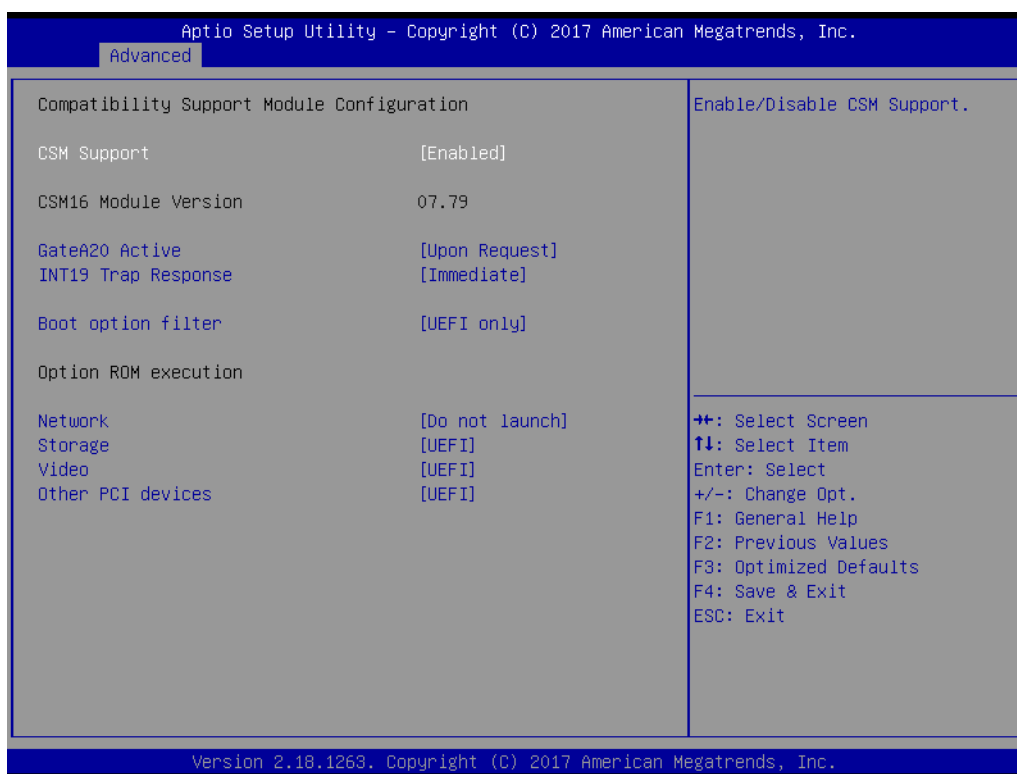 Aptio Setup Utility – Copyright (C) 2017 American Megatrends, Inc.
Advanced
Compatibility Support Module Configuration
CSM Support [Enabled]
CSM16 Module Version 07.79
GateA20 Active [Upon Request]
INT19 Trap Response [Immediate]
Boot option filter [UEFI only]
Option ROM execution
Network [Do not launch]
Storage [UEFI]
Video [UEFI]
Other PCI devices [UEFI]
Enable/Disable CSM Support.
→←: Select Screen
↑↓: Select Item
Enter: Select
+/-: Change Opt.
F1: General Help
F2: Previous Values
F3: Optimized Defaults
F4: Save & Exit
ESC: Exit
Version 2.18.1263. Copyright (C) 2017 American Megatrends, Inc.